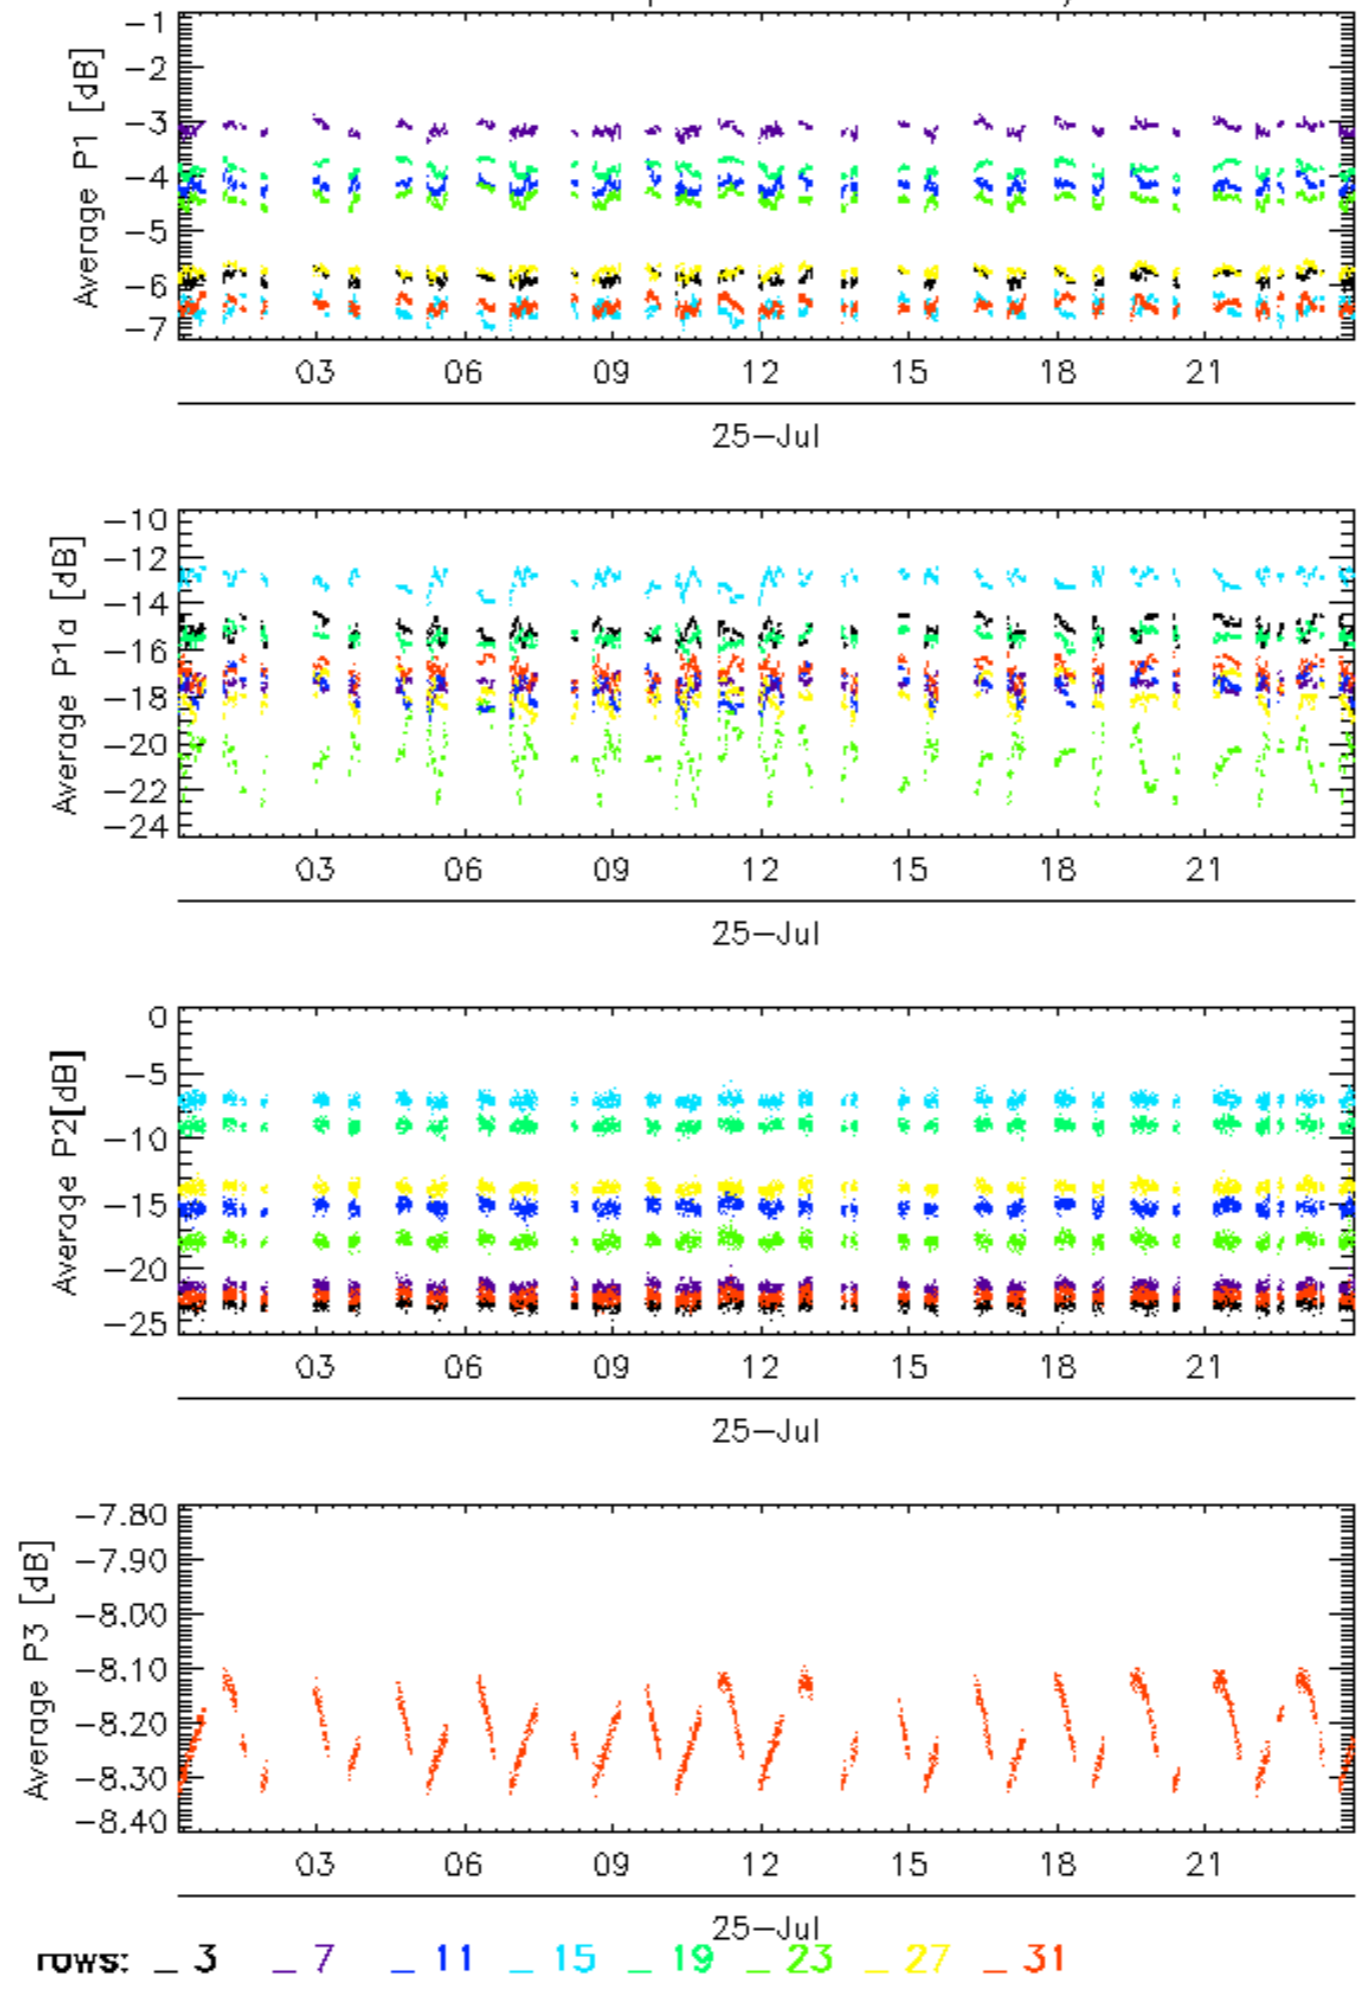 Average P1 [dB]
−1
−2
−3
−4
−5
−6
−7
03 06 09 12 15 18 21
25−Jul
Average P1a [dB]
−10
−12
−14
−16
−18
−20
−22
−24
03 06 09 12 15 18 21
25−Jul
Average P2[dB]
0
−5
−10
−15
−20
−25
03 06 09 12 15 18 21
25−Jul
Average P3 [dB]
−7.80
−7.90
−8.00
−8.10
−8.20
−8.30
−8.40
03 06 09 12 15 18 21
25−Jul
rows: _ 3 _ 7 _ 11 _ 15 _ 19 _ 23 _ 27 _ 31